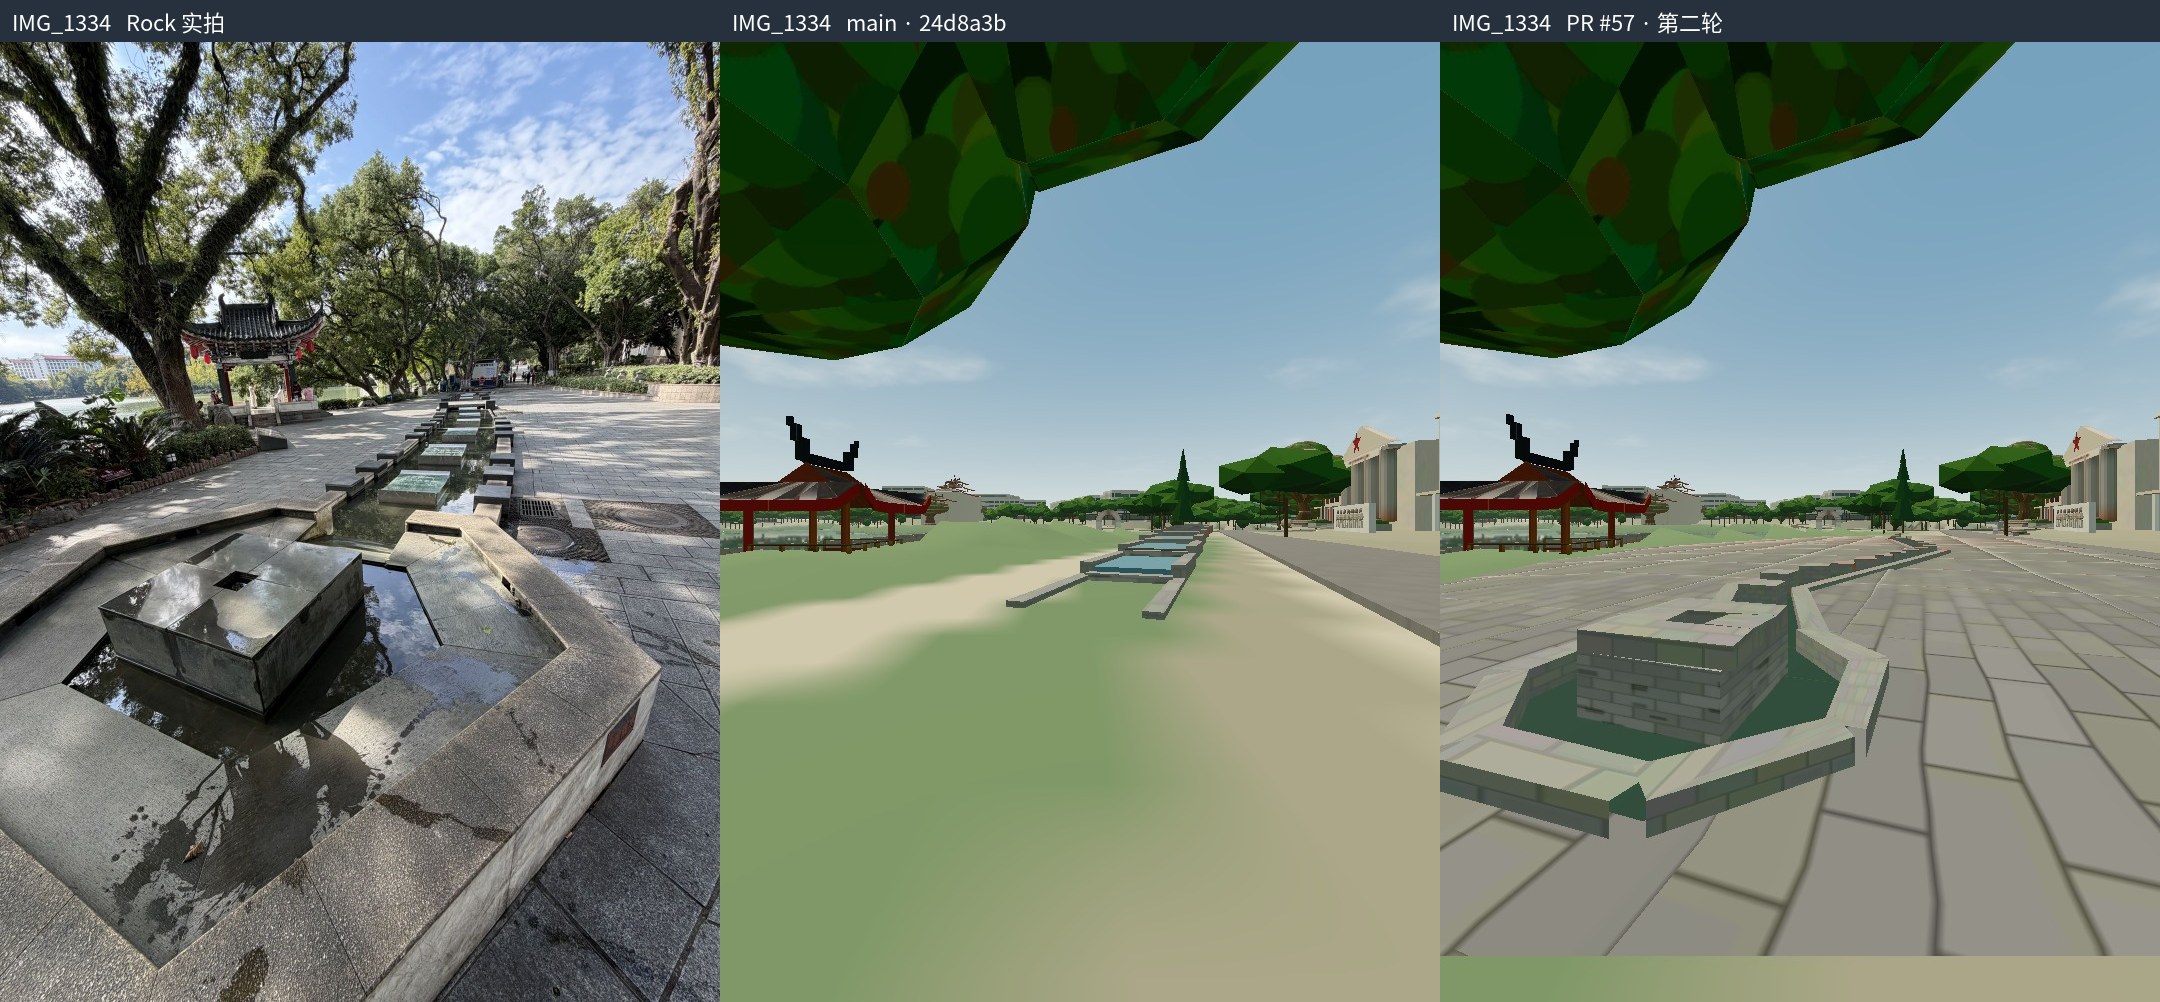 IMG_1334 Rock 实拍
IMG_1334 main · 24d8a3b
IMG_1334 PR #57 · 第二轮